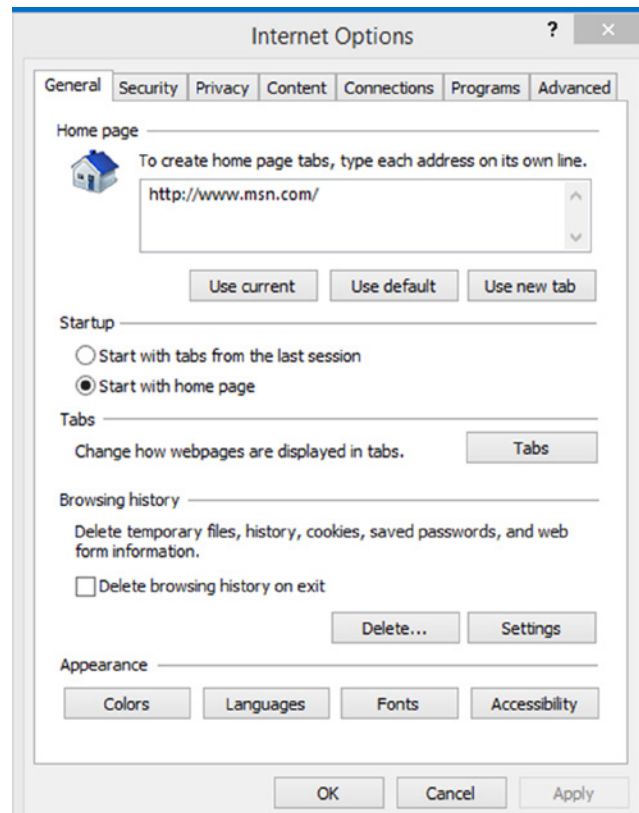 Internet Options
?
General Security Privacy Content Connections Programs Advanced
Home page
To create home page tabs, type each address on its own line.
http://www.msn.com/
Use current Use default Use new tab
Startup
Start with tabs from the last session
Start with home page
Tabs
Change how webpages are displayed in tabs. Tabs
Browsing history
Delete temporary files, history, cookies, saved passwords, and web
form information.
Delete browsing history on exit
Delete... Settings
Appearance
Colors Languages Fonts Accessibility
OK Cancel Apply